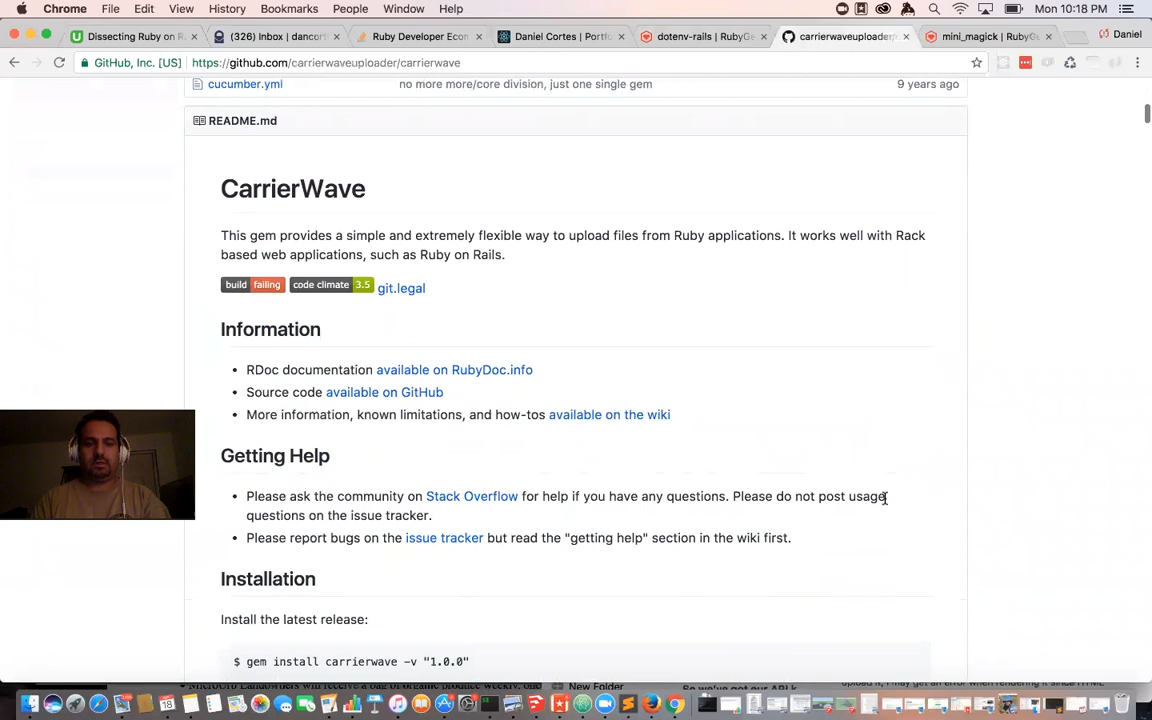 Chrome File Edit View History Bookmarks People Window Help Mon 10:18 PM
Dissecting Ruby on R (326) Inbox | dancort Ruby Developer Econ Daniel Cortes | Portfo dotenv-rails | RubyGe carrierwaveuploader/ mini_magick | RubyGe Daniel
GitHub, Inc. [US] https://github.com/carrierwaveuploader/carrierwave
cucumber.yml no more more/core division, just one single gem 9 years ago
README.md
CarrierWave
This gem provides a simple and extremely flexible way to upload files from Ruby applications. It works well with Rack
based web applications, such as Ruby on Rails.
build failing code climate 3.5 git.legal
Information
• RDoc documentation available on RubyDoc.info
• Source code available on GitHub
• More information, known limitations, and how-tos available on the wiki
Getting Help
• Please ask the community on Stack Overflow for help if you have any questions. Please do not post usage
questions on the issue tracker.
• Please report bugs on the issue tracker but read the "getting help" section in the wiki first.
Installation
Install the latest release:
$ gem install carrierwave -v "1.0.0"
New Folder